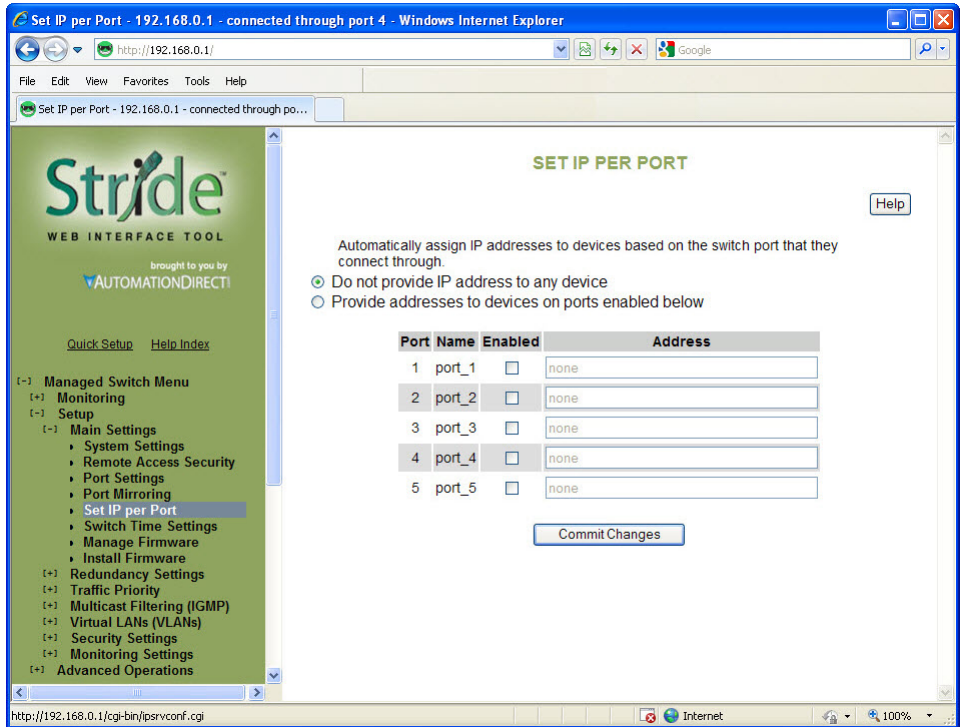 Set IP per Port - 192.168.0.1 - connected through port 4 - Windows Internet Explorer
http://192.168.0.1/
Google
File Edit View Favorites Tools Help
Set IP per Port - 192.168.0.1 - connected through po...
Stride
WEB INTERFACE TOOL
brought to you by
AUTOMATIONDIRECT
Quick Setup Help Index
[-] Managed Switch Menu
[+] Monitoring
[-] Setup
[-] Main Settings
System Settings
Remote Access Security
Port Settings
Port Mirroring
Set IP per Port
Switch Time Settings
Manage Firmware
Install Firmware
[+] Redundancy Settings
[+] Traffic Priority
[+] Multicast Filtering (IGMP)
[+] Virtual LANs (VLANs)
[+] Security Settings
[+] Monitoring Settings
[+] Advanced Operations
SET IP PER PORT
Help
Automatically assign IP addresses to devices based on the switch port that they
connect through.
Do not provide IP address to any device
Provide addresses to devices on ports enabled below
Port Name Enabled Address
1 port_1 none
2 port_2 none
3 port_3 none
4 port_4 none
5 port_5 none
Commit Changes
http://192.168.0.1/cgi-bin/ipsrvconf.cgi
Internet
100%